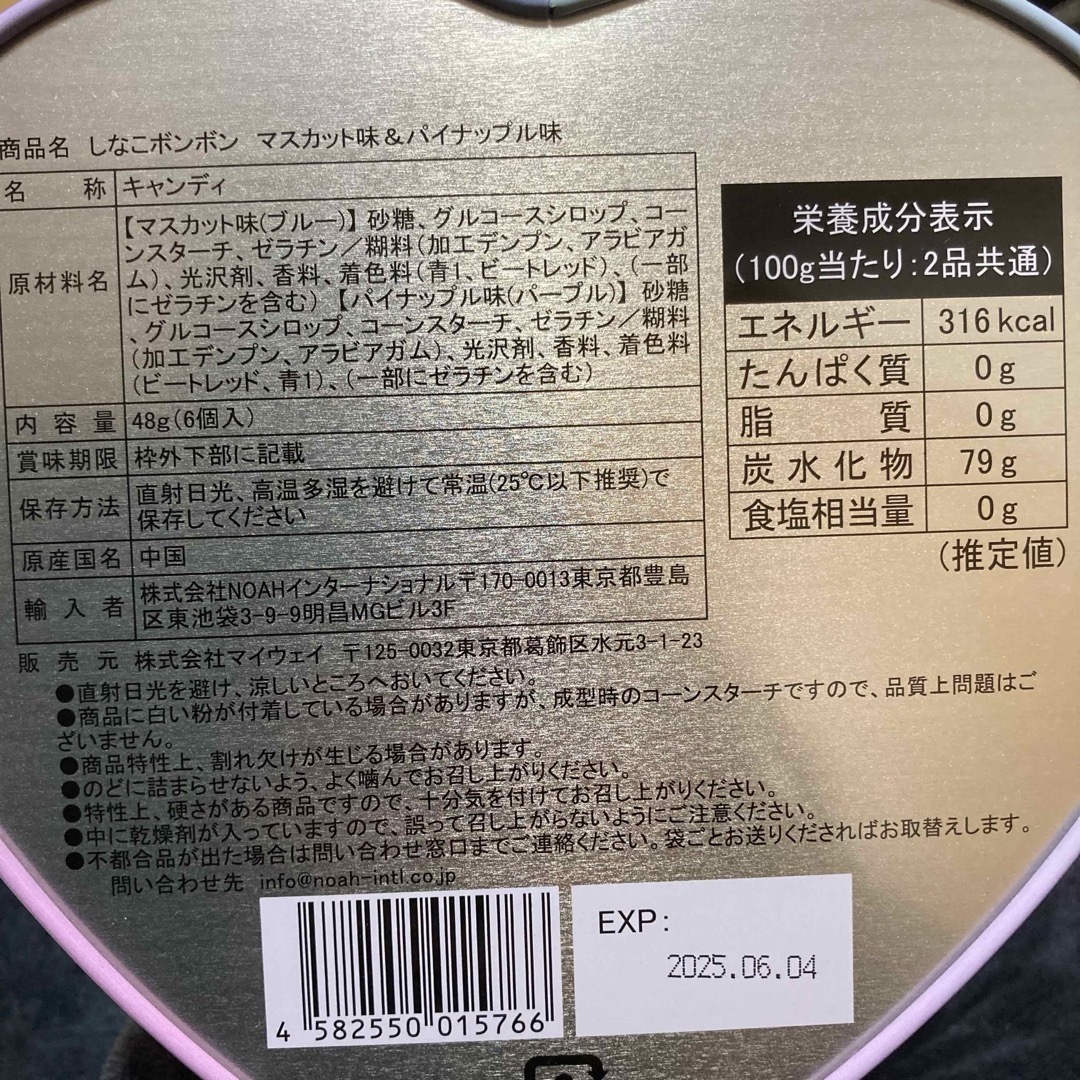 商品名 しなこボンボン マスカット味&パイナップル味
名称 キャンディ
原材料名
【マスカット味(ブルー)】砂糖、グルコースシロップ、コー
ンスターチ、ゼラチン/糊料(加工デンプン、アラビアガ
ム)、光沢剤、香料、着色料(青1、ビートレッド)、(一部
にゼラチンを含む)【パイナップル味(パープル)】砂糖
、グルコースシロップ、コーンスターチ、ゼラチン/糊料
(加工デンプン、アラビアガム)、光沢剤、香料、着色料
(ビートレッド、青1)、(一部にゼラチンを含む)
内容量 48g(6個入)
賞味期限 枠外下部に記載
保存方法 直射日光、高温多湿を避けて常温(25℃以下推奨)で
保存してください
原産国名 中国
輸入者 株式会社NOAHインターナショナル〒170-0013東京都豊島
区東池袋3-9-9明昌MGビル3F
販売元 株式会社マイウェイ 〒125-0032東京都葛飾区水元3-1-23
●直射日光を避け、涼しいところへおいてください。
●商品に白い粉が付着している場合がありますが、成型時のコーンスターチですので、品質上問題はご
ざいません。
●商品特性上、割れ欠けが生じる場合があります。
●のどに詰まらせないよう、よく噛んでお召し上がりください。
●特性上、硬さがある商品ですので、十分気を付けてお召し上がりください。
●中に乾燥剤が入っていますので、誤って召し上がらないようにご注意ください。
●不都合品が出た場合は問い合わせ窓口までご連絡ください。袋ごとお送りくださればお取替えします。
問い合わせ先 info@noah-intl.co.jp
栄養成分表示
(100g当たり:2品共通)
エネルギー 316kcal
たんぱく質 0g
脂質 0g
炭水化物 79g
食塩相当量 0g
(推定値)
4 582550 015766
EXP:
2025.06.04